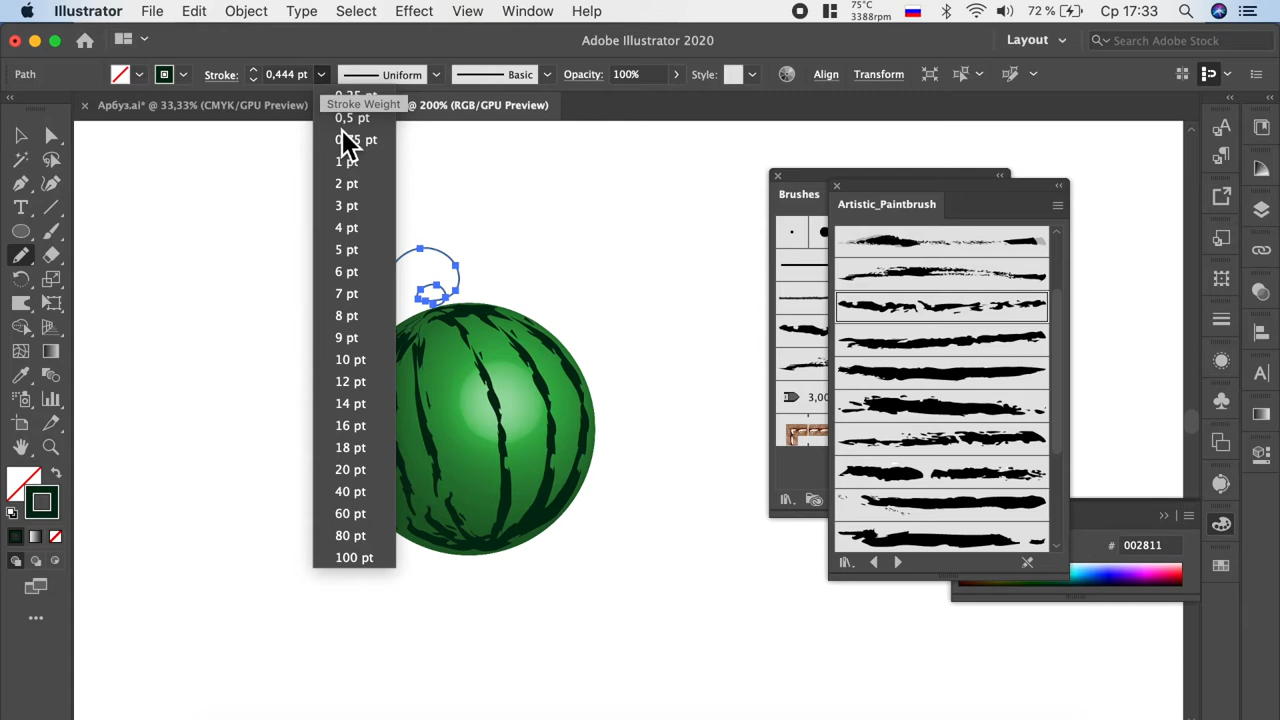 Illustrator File Edit Object Type Select Effect View Window Help 75°C 3388rpm 72 % Ср 17:33
Adobe Illustrator 2020 Layout Search Adobe Stock
Path Stroke: 0,444 pt Uniform Basic Opacity: 100% Style: Align Transform
Арбуз.ai* @ 33,33% (CMYK/GPU Preview) @ 200% (RGB/GPU Preview)
Stroke Weight
0,5 pt
1 pt
2 pt
3 pt
4 pt
5 pt
6 pt
7 pt
8 pt
9 pt
10 pt
12 pt
14 pt
16 pt
18 pt
20 pt
40 pt
60 pt
80 pt
100 pt
Brushes
Artistic_Paintbrush
3,00
# 002811